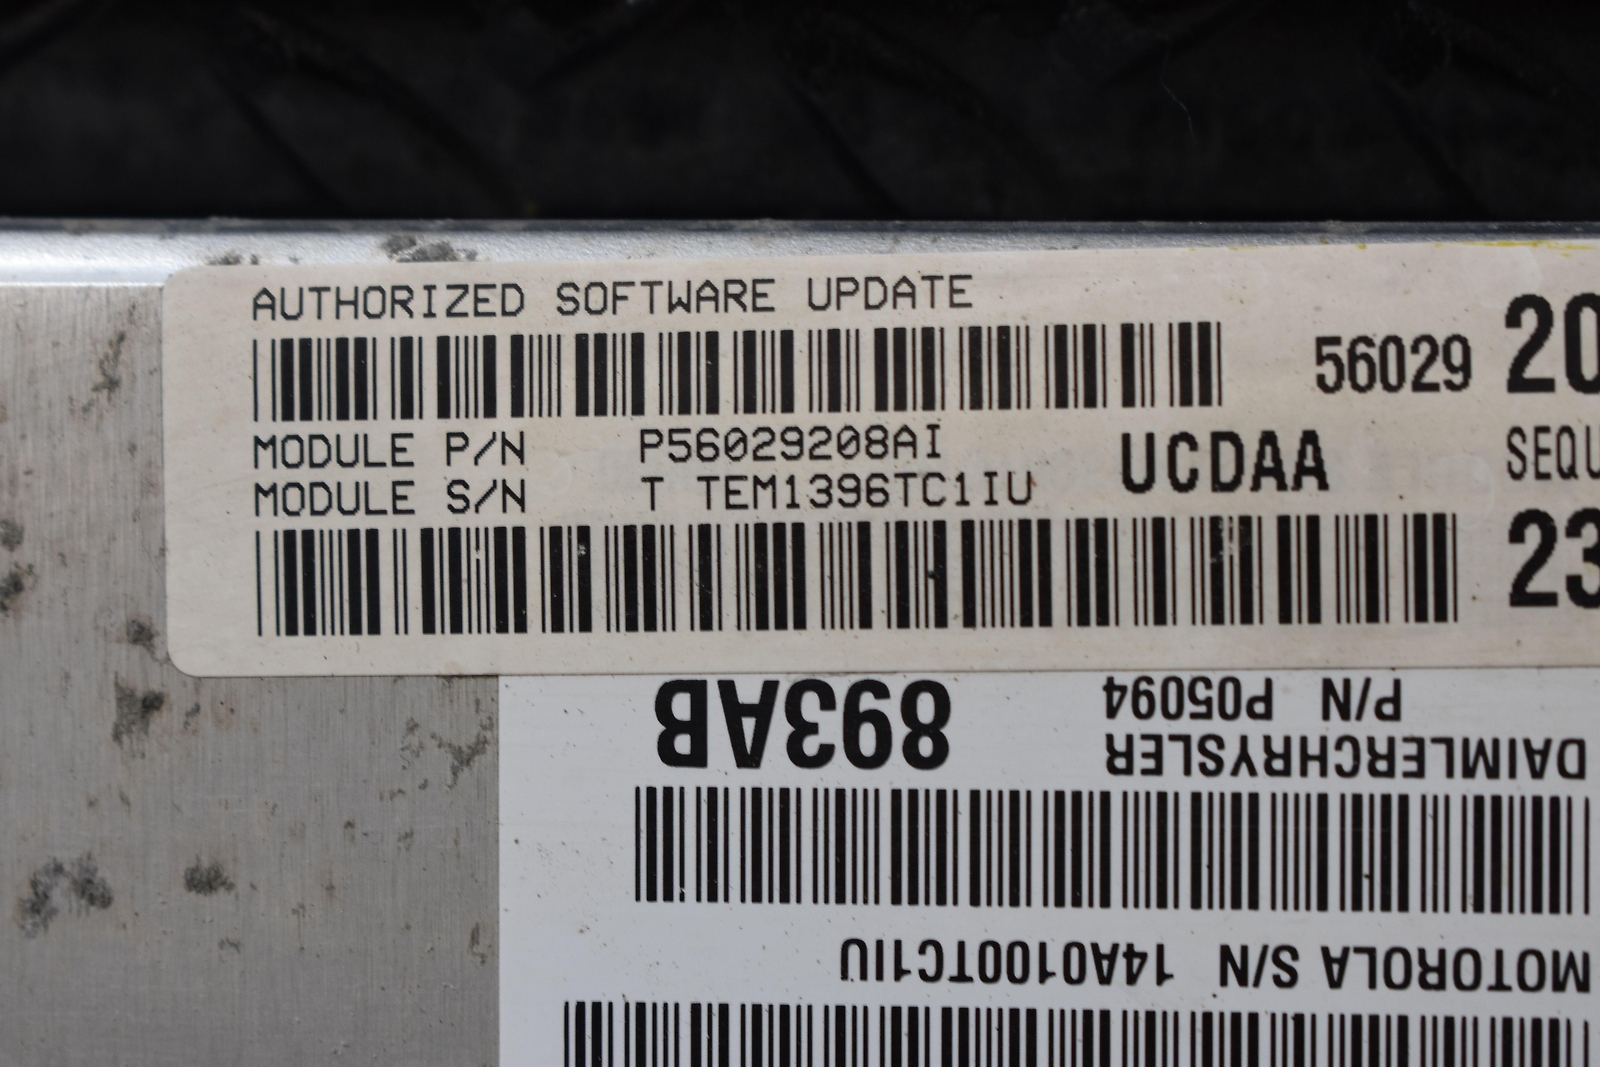 AUTHORIZED SOFTWARE UPDATE
56029 20
MODULE P/N P56029208AI
UCDAA
SEQU
MODULE S/N T TEM1396TC1IU
23
DAIMLERCHRYSLER
P/N P05094
893AB
MOTOROLA S/N 14A0100TC1IU